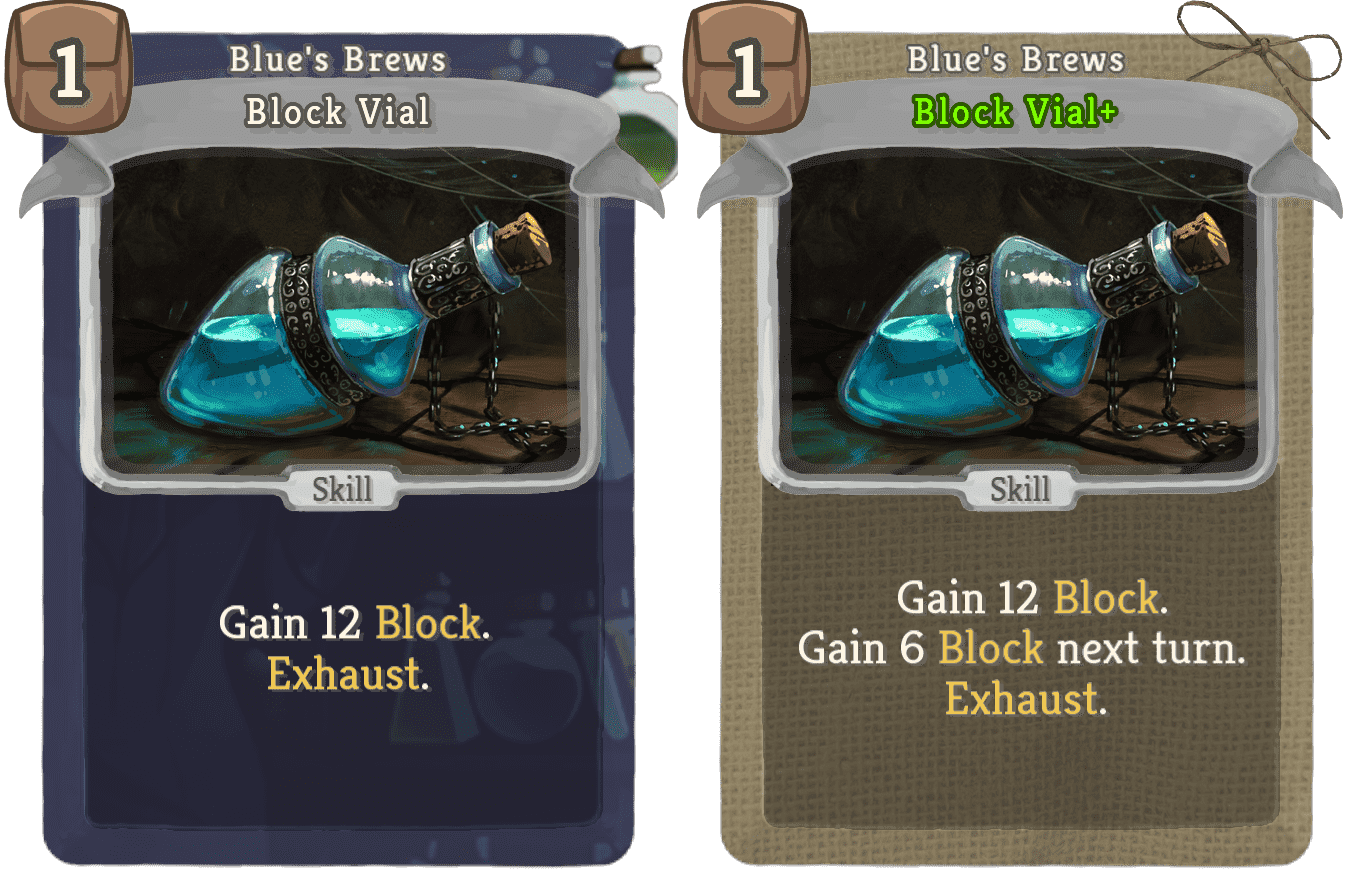 1
Blue's Brews
Block Vial
Skill
Gain 12 Block.
Exhaust.
1
Blue's Brews
Block Vial+
Skill
Gain 12 Block.
Gain 6 Block next turn.
Exhaust.